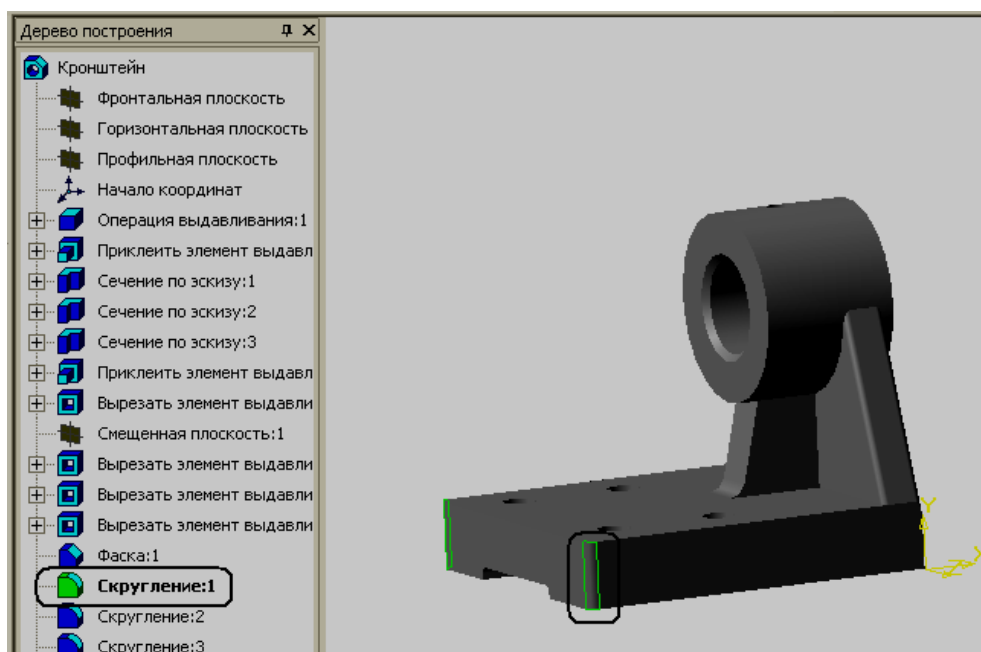 Дерево построения
Кронштейн
Фронтальная плоскость
Горизонтальная плоскость
Профильная плоскость
Начало координат
Операция выдавливания:1
Приклеить элемент выдавл
Сечение по эскизу:1
Сечение по эскизу:2
Сечение по эскизу:3
Приклеить элемент выдавл
Вырезать элемент выдавли
Смещенная плоскость:1
Вырезать элемент выдавли
Вырезать элемент выдавли
Вырезать элемент выдавли
Фаска:1
Скругление:1
Скругление:2
Скругление:3
Y
X